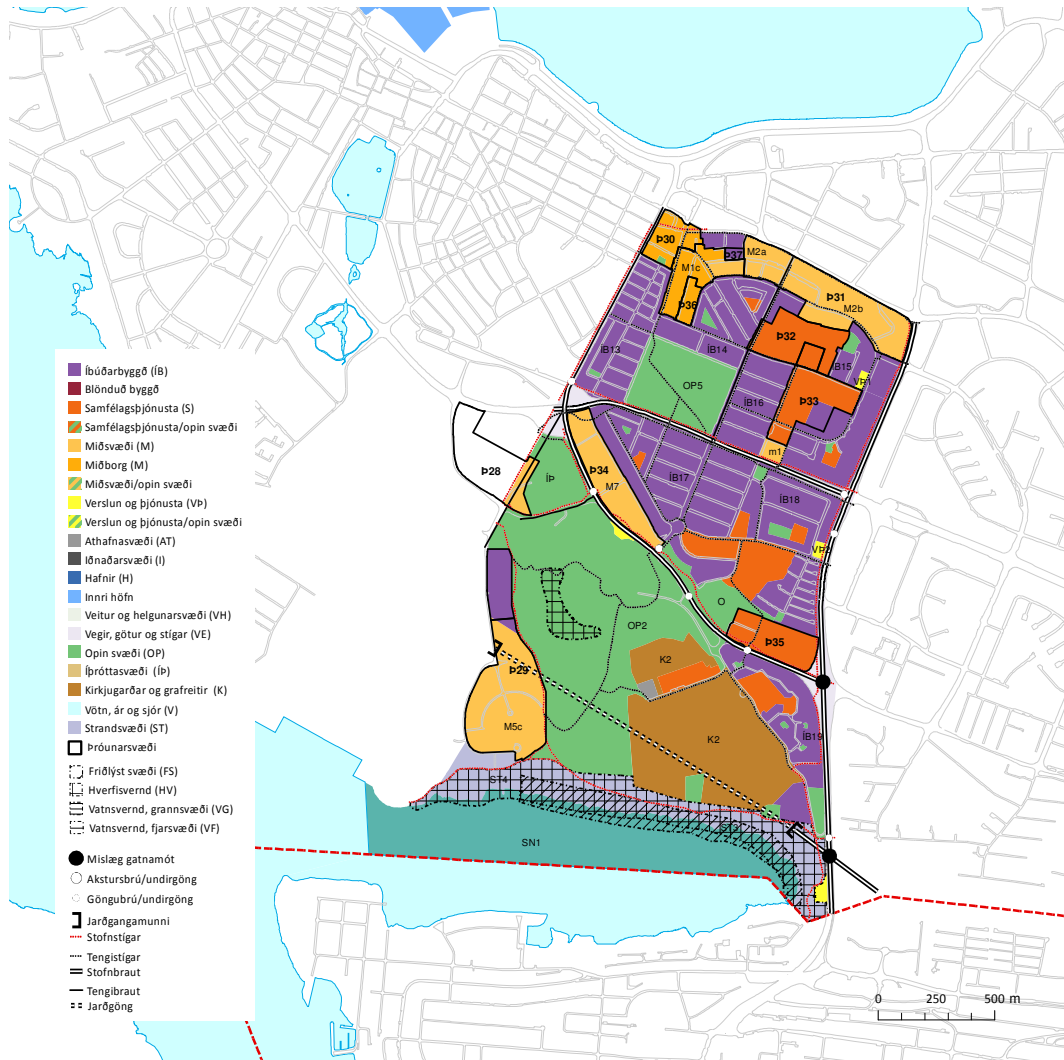 Þ30
Þ37
M2a
M1c
Þ31
M2b
Þ36
Þ32
ÍB13
ÍB14
ÍB15
VÞ1
OP5
ÍB16
Þ33
m1
Þ28
ÍÞ
Þ34
M7
ÍB17
ÍB18
VÞ2
O
OP2
Þ35
K2
Þ29
M5c
K2
ÍB19
ST4
ST3
SN1
Íbúðarbyggð (ÍB)
Blönduð byggð
Samfélagsþjónusta (S)
Samfélagsþjónusta/opin svæði
Miðsvæði (M)
Miðborg (M)
Miðsvæði/opin svæði
Verslun og þjónusta (VÞ)
Verslun og þjónusta/opin svæði
Athafnasvæði (AT)
Iðnaðarsvæði (I)
Hafnir (H)
Innri höfn
Veitur og helgunarsvæði (VH)
Vegir, götur og stígar (VE)
Opin svæði (OP)
Íþróttasvæði (ÍÞ)
Kirkjugarðar og grafreitir (K)
Vötn, ár og sjór (V)
Strandsvæði (ST)
Þróunarsvæði
Friðlýst svæði (FS)
Hverfisvernd (HV)
Vatnsvernd, grannsvæði (VG)
Vatnsvernd, fjarsvæði (VF)
Mislæg gatnamót
Akstursbrú/undirgöng
Göngubrú/undirgöng
Jarðgangamunni
Stofnstígar
Tengistígar
Stofnbraut
Tengibraut
Jarðgöng
0 250 500 m